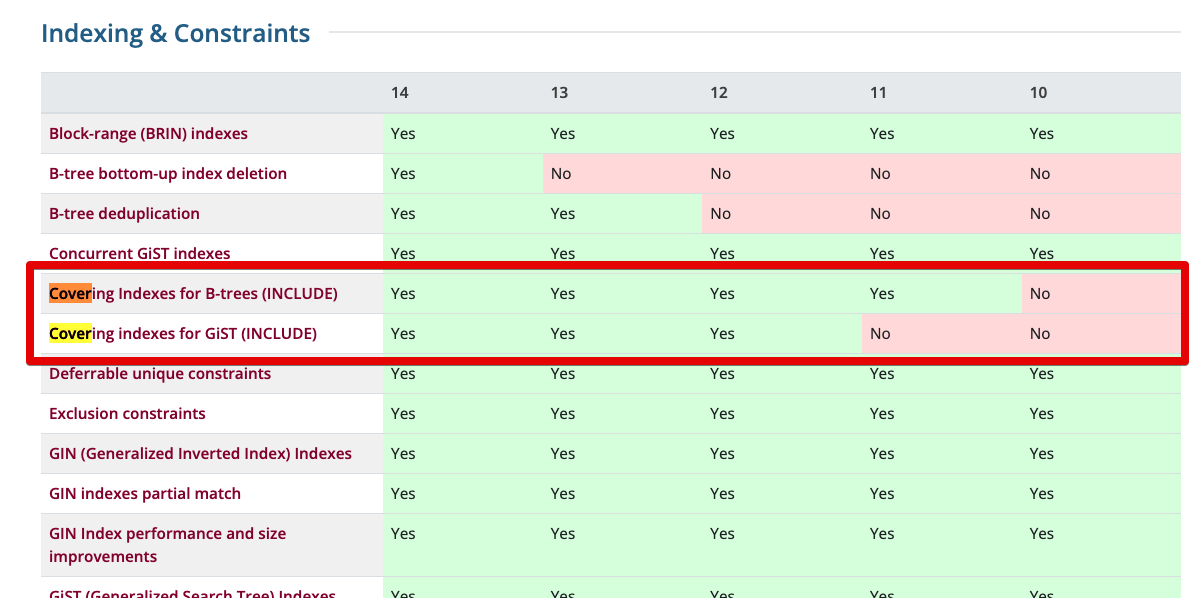 Indexing & Constraints
14 13 12 11 10
Block-range (BRIN) indexes Yes Yes Yes Yes Yes
B-tree bottom-up index deletion Yes No No No No
B-tree deduplication Yes Yes No No No
Concurrent GiST indexes Yes Yes Yes Yes Yes
Covering Indexes for B-trees (INCLUDE) Yes Yes Yes Yes No
Covering indexes for GiST (INCLUDE) Yes Yes Yes No No
Deferrable unique constraints Yes Yes Yes Yes Yes
Exclusion constraints Yes Yes Yes Yes Yes
GIN (Generalized Inverted Index) Indexes Yes Yes Yes Yes Yes
GIN indexes partial match Yes Yes Yes Yes Yes
GIN Index performance and size Yes Yes Yes Yes Yes
improvements
GiST (Generalized Search Tree) Indexes Yes Yes Yes Yes Yes